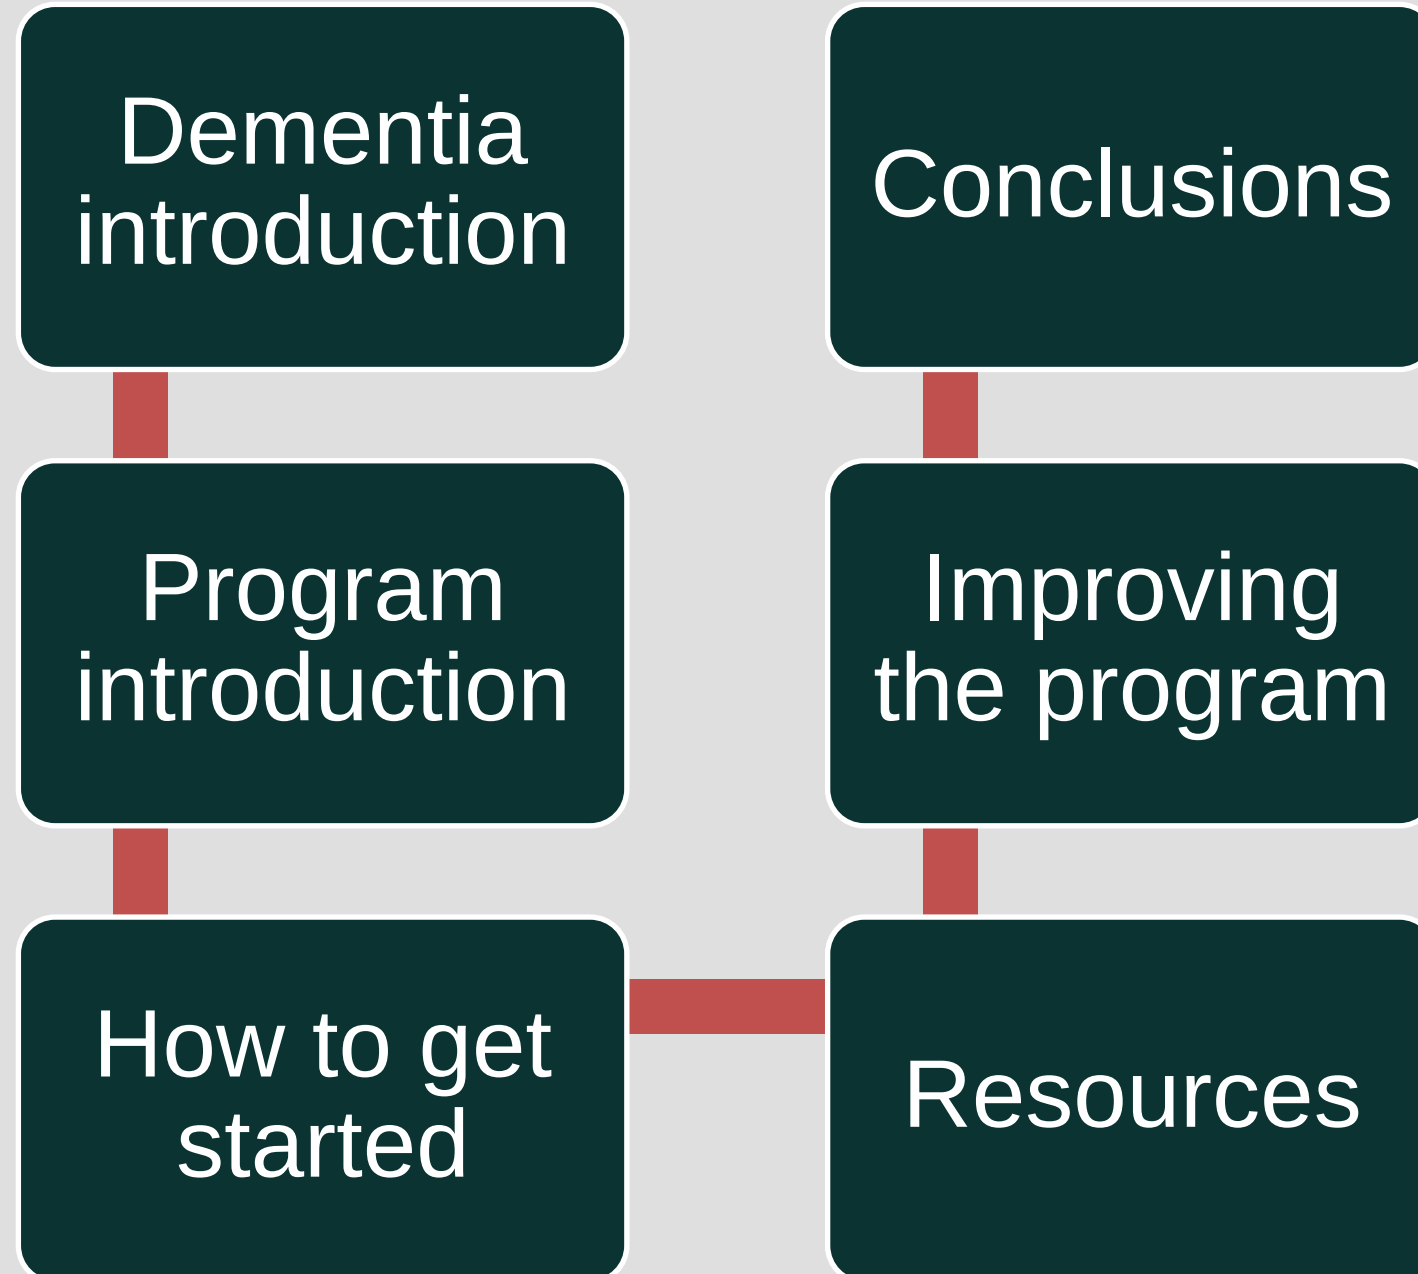 Dementia
introduction
Program
introduction
How to get
started
Resources
Improving
the program
Conclusions